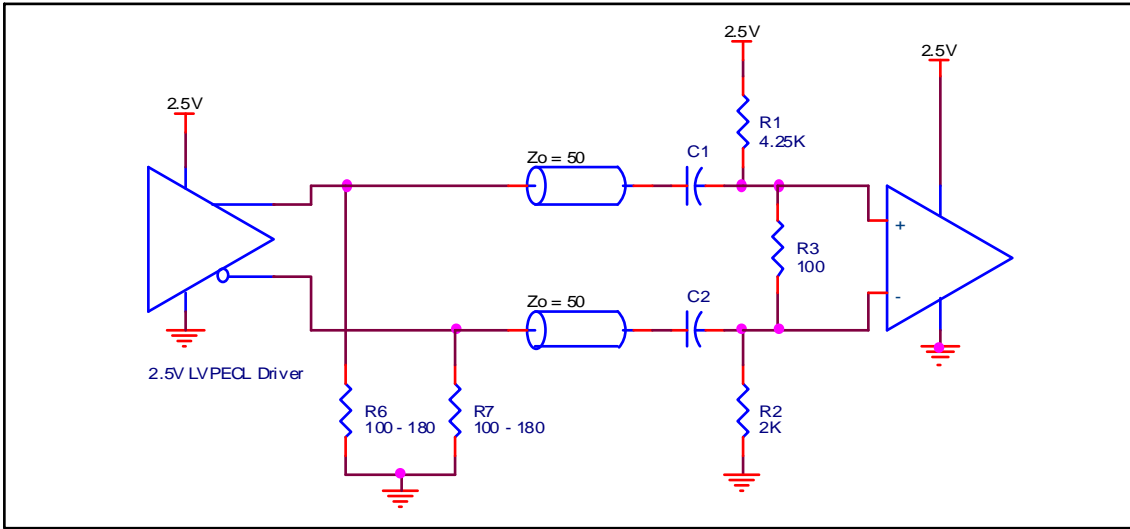 2.5V
2.5V
2.5V
R1
4.25K
C1
Zo = 50
+
R3
100
-
C2
Zo = 50
2.5V LVPECL Driver
R6
100 - 180
R7
100 - 180
R2
2K